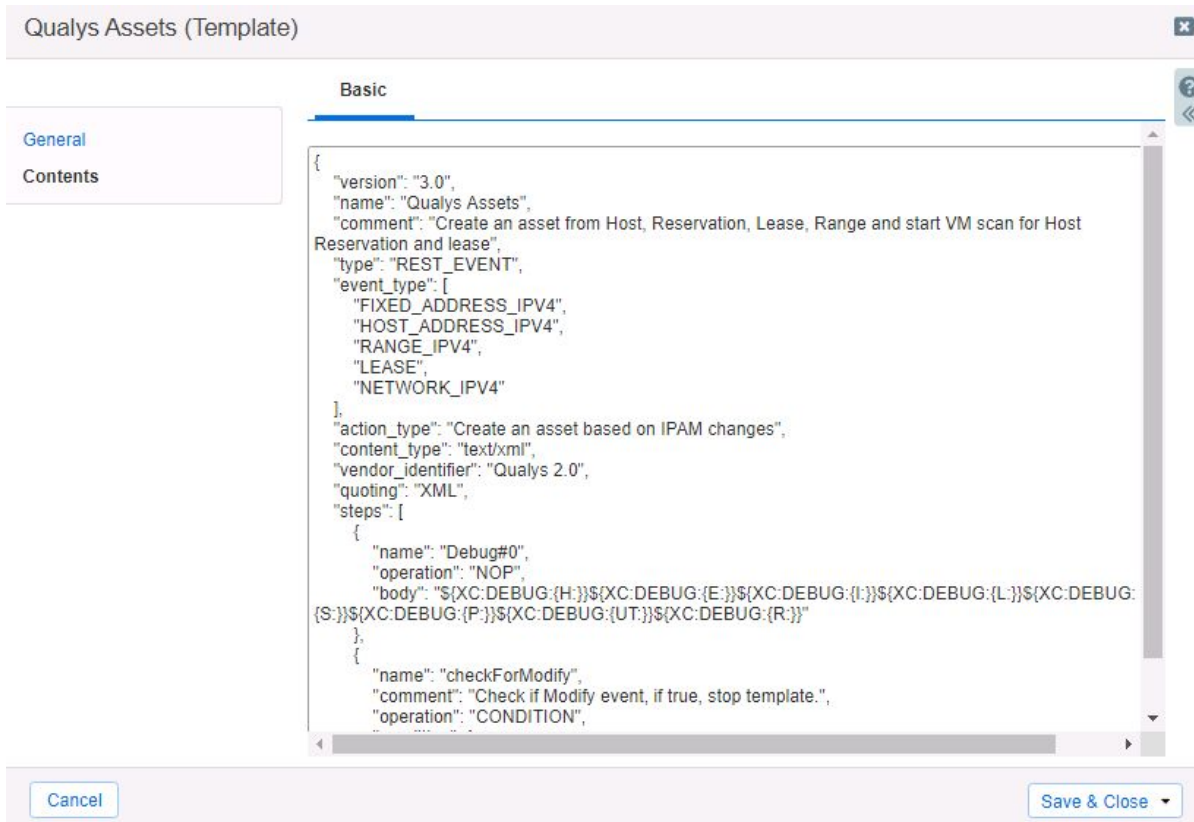 Qualys Assets (Template)
Basic
General
Contents
{
"version": "3.0",
"name": "Qualys Assets",
"comment": "Create an asset from Host, Reservation, Lease, Range and start VM scan for Host
Reservation and lease",
"type": "REST_EVENT",
"event_type": [
"FIXED_ADDRESS_IPV4",
"HOST_ADDRESS_IPV4",
"RANGE_IPV4",
"LEASE",
"NETWORK_IPV4"
],
"action_type": "Create an asset based on IPAM changes",
"content_type": "text/xml",
"vendor_identifier": "Qualys 2.0",
"quoting": "XML",
"steps": [
{
"name": "Debug#0",
"operation": "NOP",
"body": "${XC:DEBUG:{H:}}${XC:DEBUG:{E:}}${XC:DEBUG:{I:}}${XC:DEBUG:{L:}}${XC:DEBUG:
{S:}}${XC:DEBUG:{P:}}${XC:DEBUG:{UT:}}${XC:DEBUG:{R:}}"
},
{
"name": "checkForModify",
"comment": "Check if Modify event, if true, stop template.",
"operation": "CONDITION",
Cancel
Save & Close